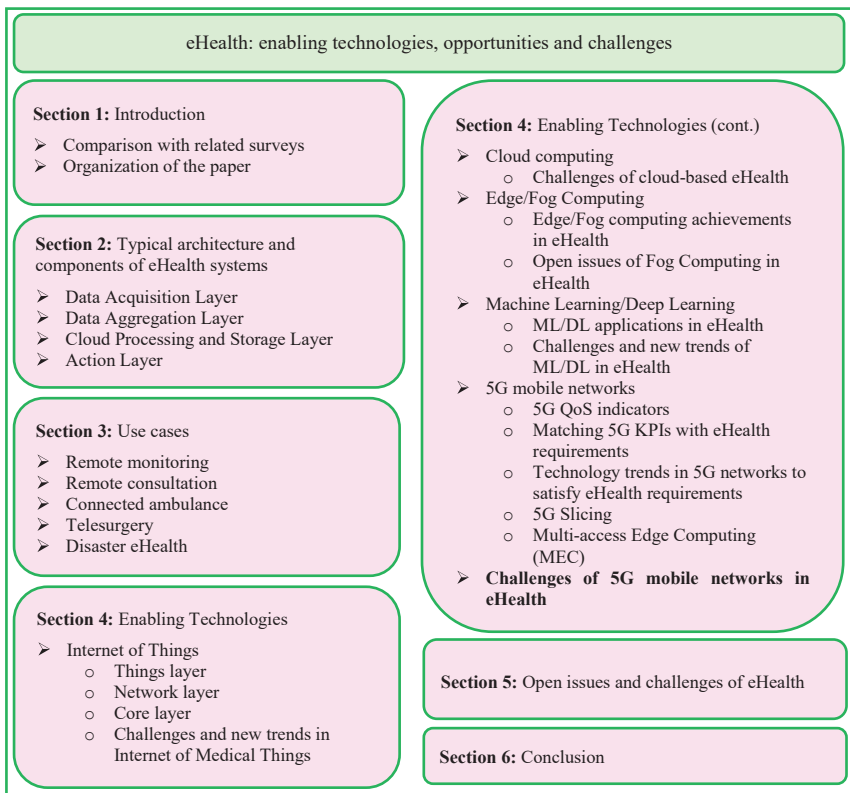 eHealth: enabling technologies, opportunities and challenges
Section 1: Introduction
➤ Comparison with related surveys
➤ Organization of the paper
Section 2: Typical architecture and
components of eHealth systems
➤ Data Acquisition Layer
➤ Data Aggregation Layer
➤ Cloud Processing and Storage Layer
➤ Action Layer
Section 3: Use cases
➤ Remote monitoring
➤ Remote consultation
➤ Connected ambulance
➤ Telesurgery
➤ Disaster eHealth
Section 4: Enabling Technologies
➤ Internet of Things
o Things layer
o Network layer
o Core layer
o Challenges and new trends in
Internet of Medical Things
Section 4: Enabling Technologies (cont.)
➤ Cloud computing
o Challenges of cloud-based eHealth
➤ Edge/Fog Computing
o Edge/Fog computing achievements
in eHealth
o Open issues of Fog Computing in
eHealth
➤ Machine Learning/Deep Learning
o ML/DL applications in eHealth
o Challenges and new trends of
ML/DL in eHealth
➤ 5G mobile networks
o 5G QoS indicators
o Matching 5G KPIs with eHealth
requirements
o Technology trends in 5G networks to
satisfy eHealth requirements
o 5G Slicing
o Multi-access Edge Computing
(MEC)
➤ Challenges of 5G mobile networks in
eHealth
Section 5: Open issues and challenges of eHealth
Section 6: Conclusion